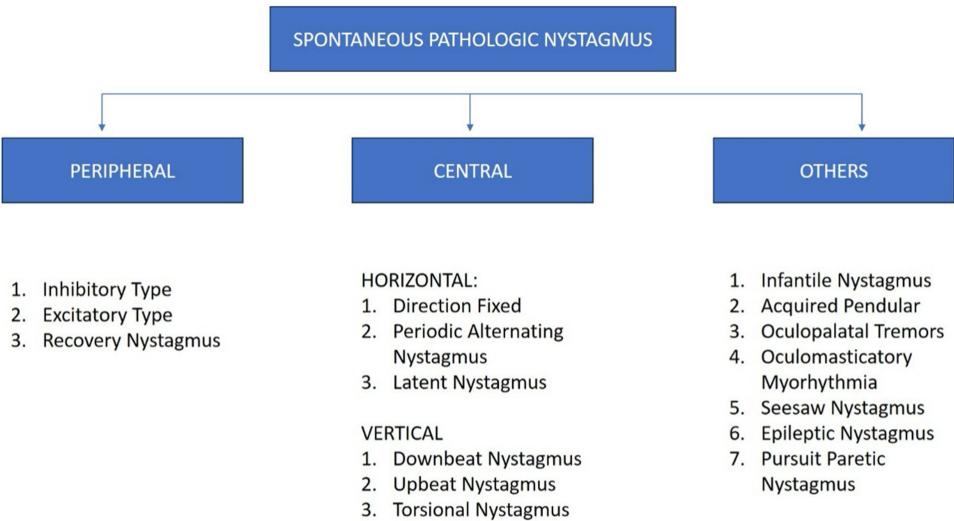 SPONTANEOUS PATHOLOGIC NYSTAGMUS
PERIPHERAL
1. Inhibitory Type
2. Excitatory Type
3. Recovery Nystagmus
CENTRAL
HORIZONTAL:
1. Direction Fixed
2. Periodic Alternating
Nystagmus
3. Latent Nystagmus
VERTICAL
1. Downbeat Nystagmus
2. Upbeat Nystagmus
3. Torsional Nystagmus
OTHERS
1. Infantile Nystagmus
2. Acquired Pendular
3. Oculopalatal Tremors
4. Oculomasticatory
Myorhythmia
5. Seesaw Nystagmus
6. Epileptic Nystagmus
7. Pursuit Paretic
Nystagmus